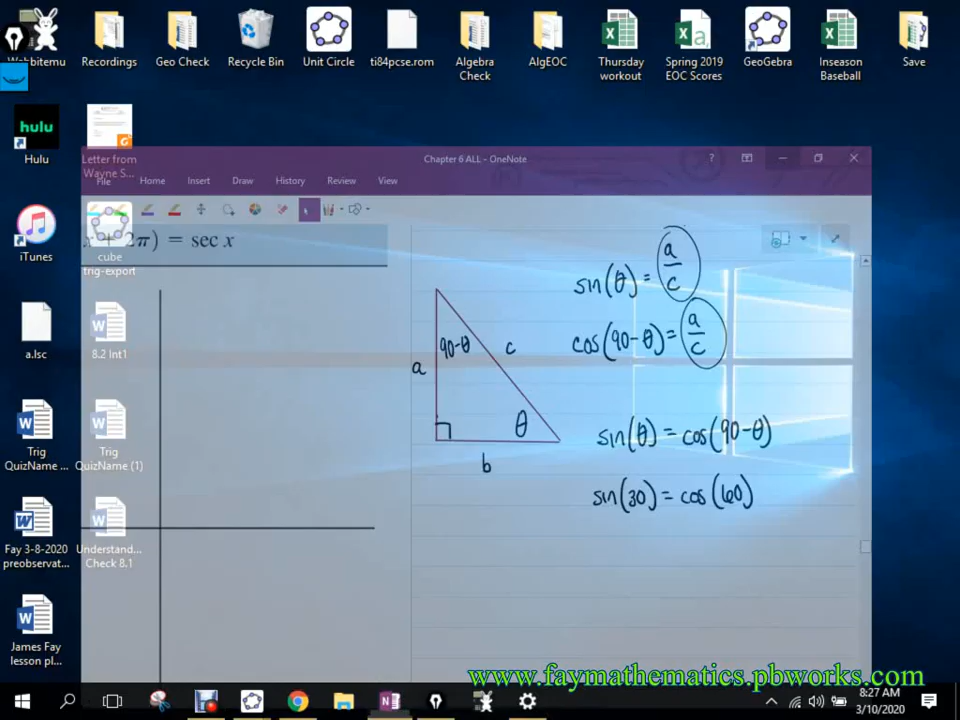 Webbitemu
Recordings
Geo Check
Recycle Bin
Unit Circle
ti84pcse.rom
Algebra
Check
AlgEOC
Thursday
workout
Spring 2019
EOC Scores
GeoGebra
Inseason
Baseball
Save
hulu
Hulu
Letter from
Wayne S...
Chapter 6 ALL - OneNote
File
Home
Insert
Draw
History
Review
View
iTunes
cube
trig-export
x + 2π) = sec x
a.lsc
8.2 Int1
Trig
QuizName ...
Trig
QuizName (1)
Fay 3-8-2020
preobservat...
Understand...
Check 8.1
James Fay
lesson pl...
90-θ
c
a
θ
b
sin(θ) = a/c
cos(90-θ) = a/c
sin(θ) = cos(90-θ)
sin(30) = cos(60)
www.faymathematics.pbworks.com
8:27 AM
3/10/2020